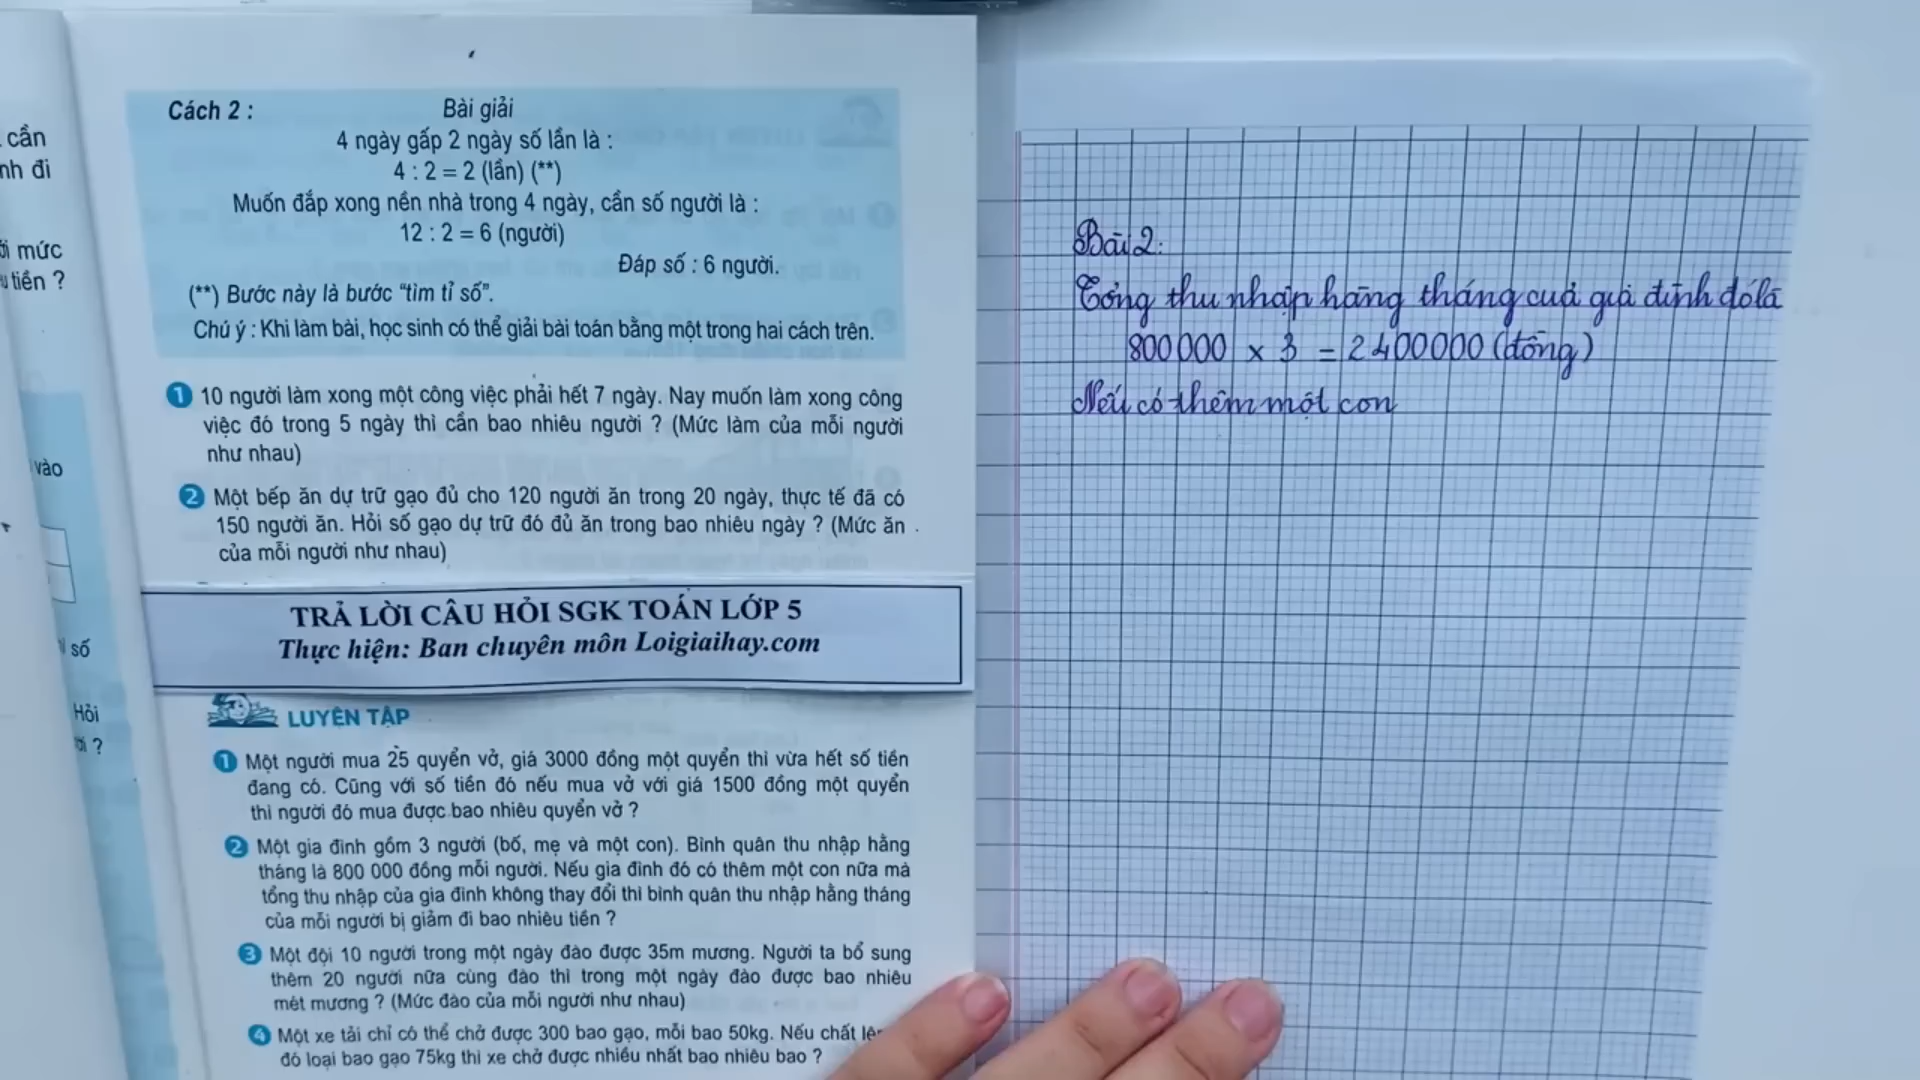 cần
nh đi
ới mức
tiền ?
vào
số
Hỏi
?
Cách 2 :
Bài giải
4 ngày gấp 2 ngày số lần là :
4 : 2 = 2 (lần) (**)
Muốn đắp xong nền nhà trong 4 ngày, cần số người là :
12 : 2 = 6 (người)
Đáp số : 6 người.
(**) Bước này là bước “tìm tỉ số”.
Chú ý : Khi làm bài, học sinh có thể giải bài toán bằng một trong hai cách trên.
1 10 người làm xong một công việc phải hết 7 ngày. Nay muốn làm xong công
việc đó trong 5 ngày thì cần bao nhiêu người ? (Mức làm của mỗi người
như nhau)
2 Một bếp ăn dự trữ gạo đủ cho 120 người ăn trong 20 ngày, thực tế đã có
150 người ăn. Hỏi số gạo dự trữ đó đủ ăn trong bao nhiêu ngày ? (Mức ăn
của mỗi người như nhau)
TRẢ LỜI CÂU HỎI SGK TOÁN LỚP 5
Thực hiện: Ban chuyên môn Loigiaihay.com
LUYỆN TẬP
1 Một người mua 25 quyển vở, giá 3000 đồng một quyển thì vừa hết số tiền
đang có. Cũng với số tiền đó nếu mua vở với giá 1500 đồng một quyển
thì người đó mua được bao nhiêu quyển vở ?
2 Một gia đình gồm 3 người (bố, mẹ và một con). Bình quân thu nhập hằng
tháng là 800 000 đồng mỗi người. Nếu gia đình đó có thêm một con nữa mà
tổng thu nhập của gia đình không thay đổi thì bình quân thu nhập hằng tháng
của mỗi người bị giảm đi bao nhiêu tiền ?
3 Một đội 10 người trong một ngày đào được 35m mương. Người ta bổ sung
thêm 20 người nữa cùng đào thì trong một ngày đào được bao nhiêu
mét mương ? (Mức đào của mỗi người như nhau)
4 Một xe tải chỉ có thể chở được 300 bao gạo, mỗi bao 50kg. Nếu chất
đó loại bao gạo 75kg thì xe chở được nhiều nhất bao nhiêu bao ?
Bài 2:
Tổng thu nhập hàng tháng của gia đình đó là
800 000 x 3 = 2 400000 (đồng)
Nếu có thêm một con